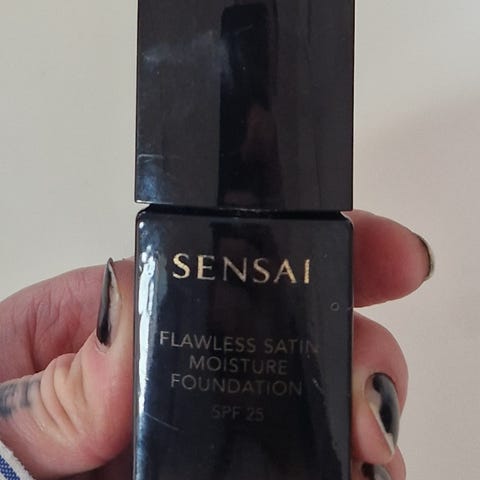 SENSAI
FLAWLESS SATIN
MOISTURE
FOUNDATION
SPF 25